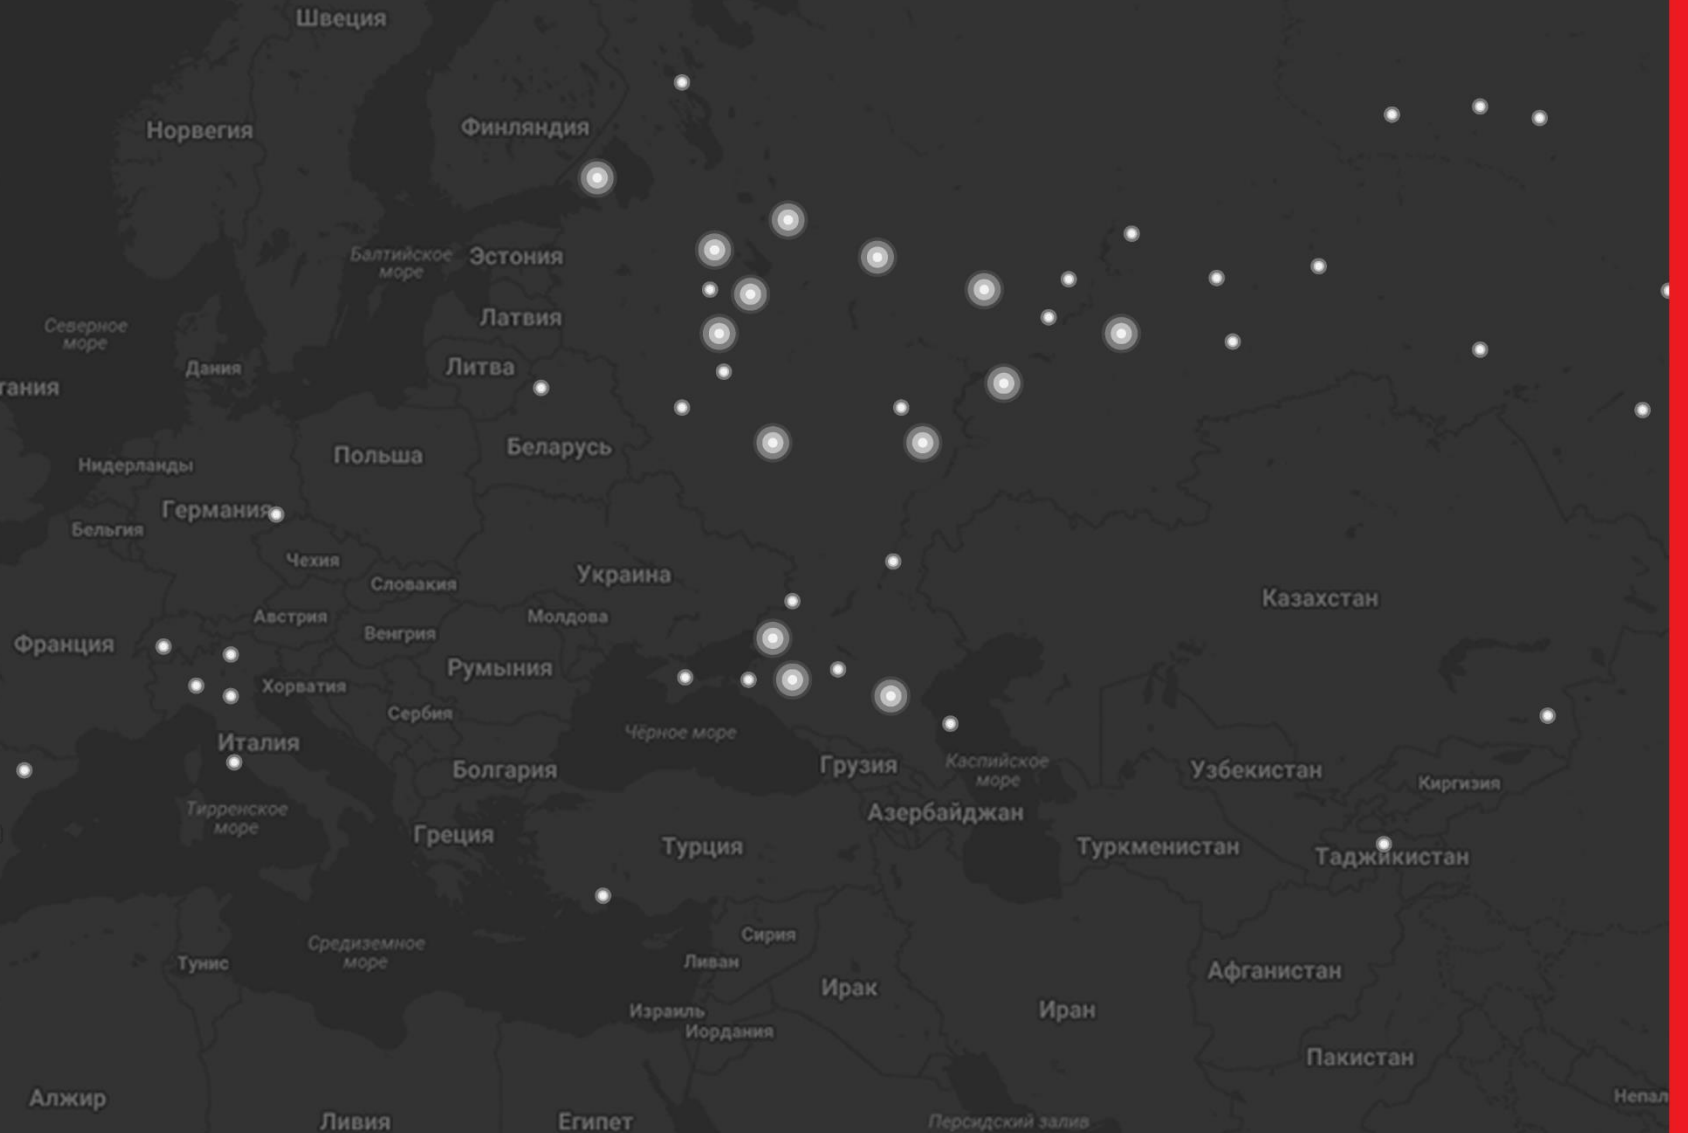 Швеция
Норвегия
Финляндия
Балтийское
море
Эстония
Латвия
Северное
море
Дания
Литва
тания
Беларусь
Польша
Нидерланды
Германия
Бельгия
Чехия
Словакия
Украина
Казахстан
Австрия
Молдова
Венгрия
Франция
Румыния
Хорватия
Сербия
Чёрное море
Италия
Болгария
Грузия
Каспийское
море
Узбекистан
Киргизия
Тирренское
море
Азербайджан
Греция
Турция
Туркменистан
Таджикистан
Средиземное
море
Сирия
Тунис
Ливан
Афганистан
Ирак
Израиль
Иордания
Иран
Пакистан
Непал
Алжир
Ливия
Египет
Персидский залив